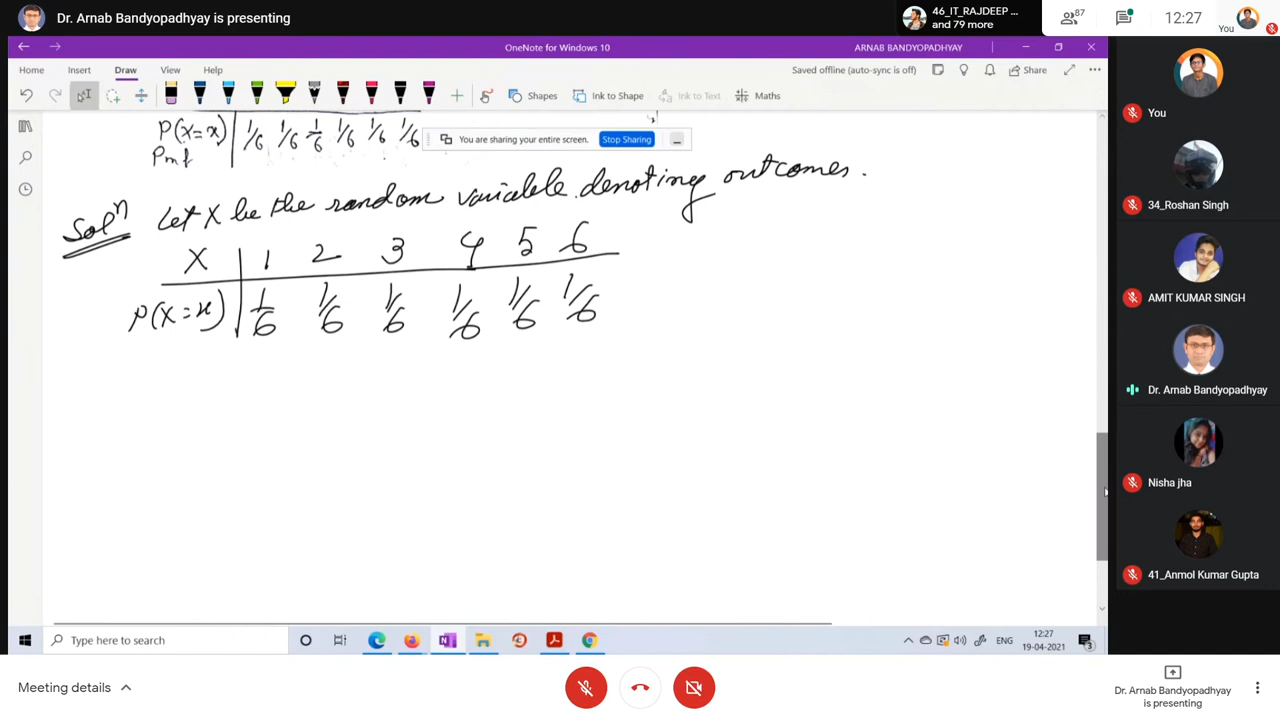 Dr. Arnab Bandyopadhyay is presenting
46_IT_RAJDEEP ...
and 79 more
87
12:27
You
OneNote for Windows 10
ARNAB BANDYOPADHYAY
Home Insert Draw View Help
Saved offline (auto-sync is off)
Share
Shapes
Ink to Shape
Ink to Text
Maths
P(X=x) 1/6 1/6 1/6 1/6 1/6 1/6
Pmf
You are sharing your entire screen.
Stop Sharing
Solⁿ Let X be the random variable denoting outcomes.
X 1 2 3 4 5 6
P(X=x) 1/6 1/6 1/6 1/6 1/6 1/6
You
34_Roshan Singh
AMIT KUMAR SINGH
Dr. Arnab Bandyopadhyay
Nisha jha
41_Anmol Kumar Gupta
Type here to search
ENG
12:27
19-04-2021
3
Meeting details
Dr. Arnab Bandyopadhyay
is presenting